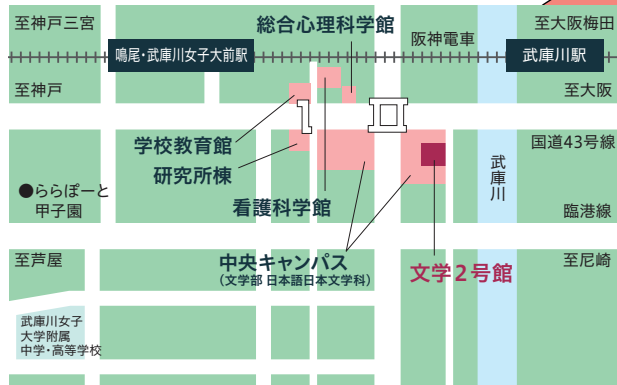 至神戸三宮
総合心理科学館
阪神電車
至大阪梅田
鳴尾・武庫川女子大前駅
武庫川駅
至神戸
至大阪
学校教育館
国道43号線
研究所棟
武庫川
●ららぽーと
甲子園
看護科学館
臨港線
至芦屋
中央キャンパス
（文学部 日本語日本文学科）
文学2号館
至尼崎
武庫川女子
大学附属
中学・高等学校